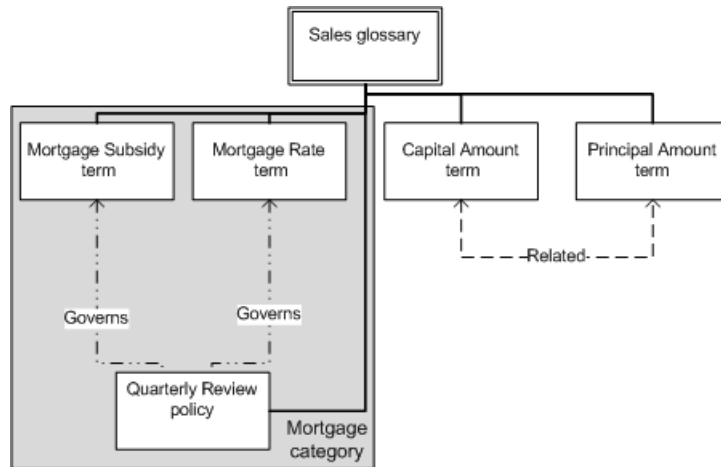 Sales glossary
Mortgage Subsidy
term
Mortgage Rate
term
Capital Amount
term
Principal Amount
term
Related
Governs
Governs
Quarterly Review
policy
Mortgage
category